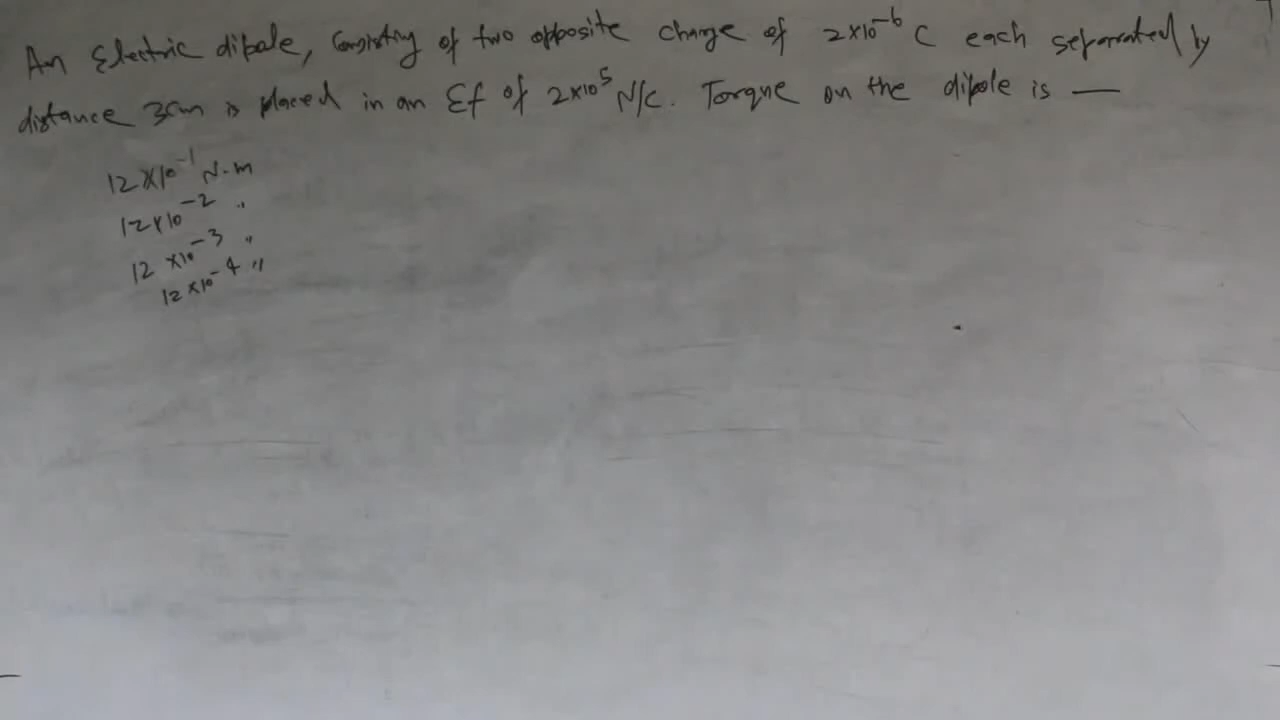 An Electric dipole, Consisting of two opposite charge of 2×10⁻⁶ C each seperated by
distance 3cm is placed in an Ef of 2×10⁵ N/C. Torque on the dipole is —
12×10⁻¹ N-m
12×10⁻² "
12×10⁻³ "
12×10⁻⁴ "